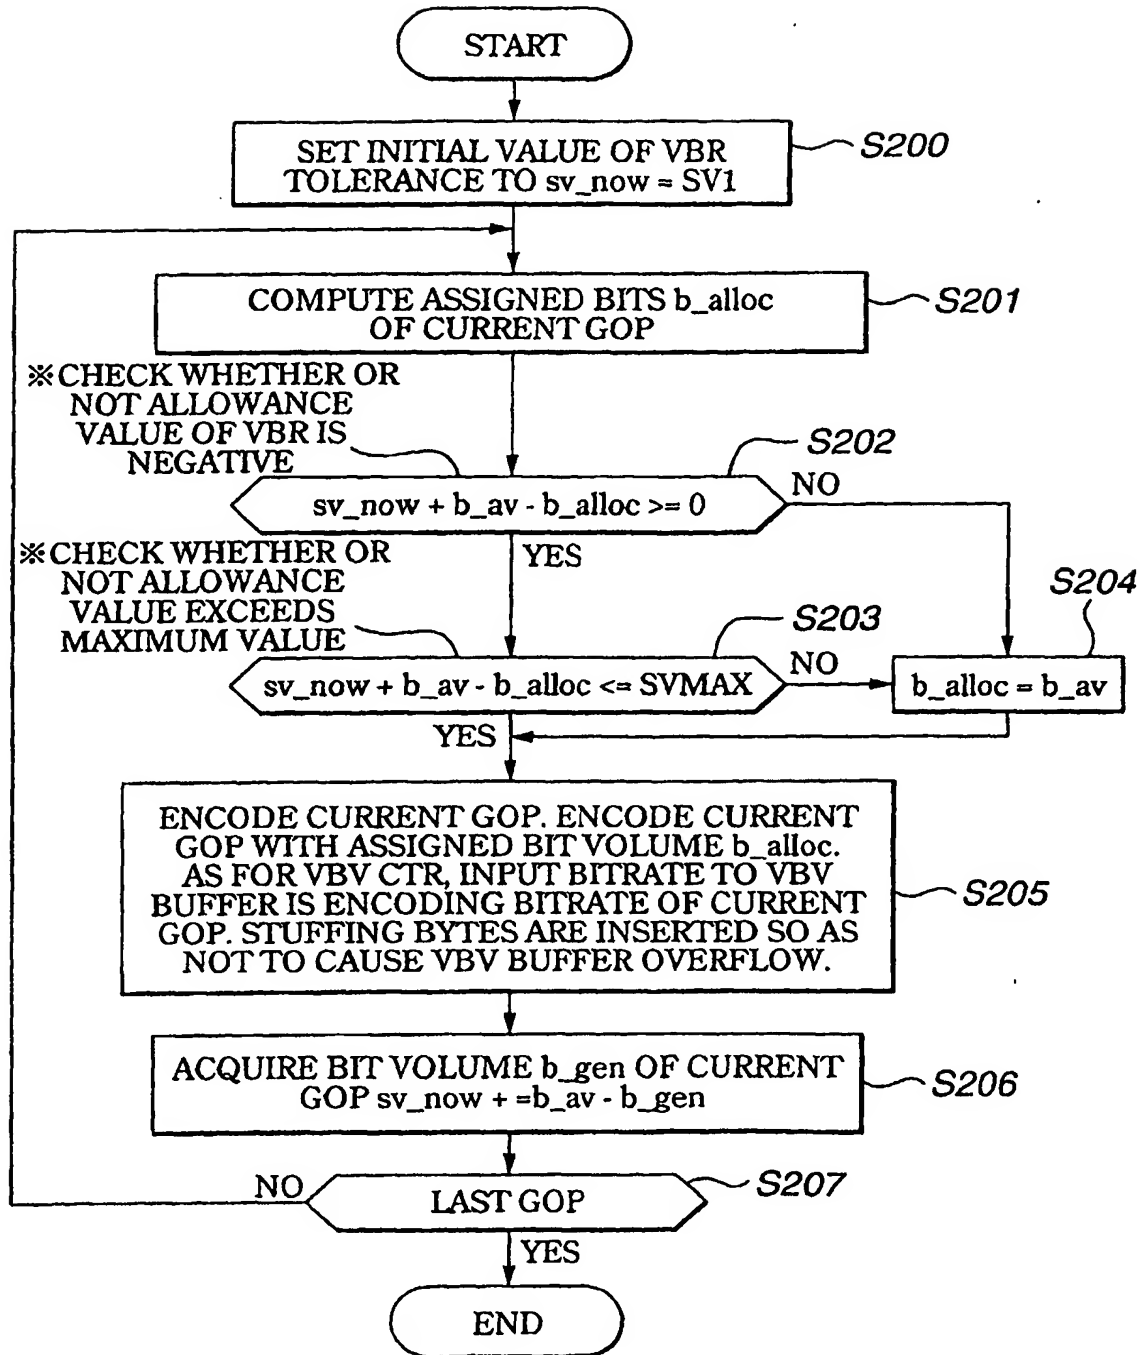 START
SET INITIAL VALUE OF VBR
TOLERANCE TO sv_now = SV1
S200
COMPUTE ASSIGNED BITS b_alloc
OF CURRENT GOP
S201
※CHECK WHETHER OR
NOT ALLOWANCE
VALUE OF VBR IS
NEGATIVE
S202
sv_now + b_av - b_alloc >= 0
NO
YES
※CHECK WHETHER OR
NOT ALLOWANCE
VALUE EXCEEDS
MAXIMUM VALUE
S203
sv_now + b_av - b_alloc <= SVMAX
NO
S204
b_alloc = b_av
YES
ENCODE CURRENT GOP. ENCODE CURRENT
GOP WITH ASSIGNED BIT VOLUME b_alloc.
AS FOR VBV CTR, INPUT BITRATE TO VBV
BUFFER IS ENCODING BITRATE OF CURRENT
GOP. STUFFING BYTES ARE INSERTED SO AS
NOT TO CAUSE VBV BUFFER OVERFLOW.
S205
ACQUIRE BIT VOLUME b_gen OF CURRENT
GOP sv_now + =b_av - b_gen
S206
NO
LAST GOP
S207
YES
END